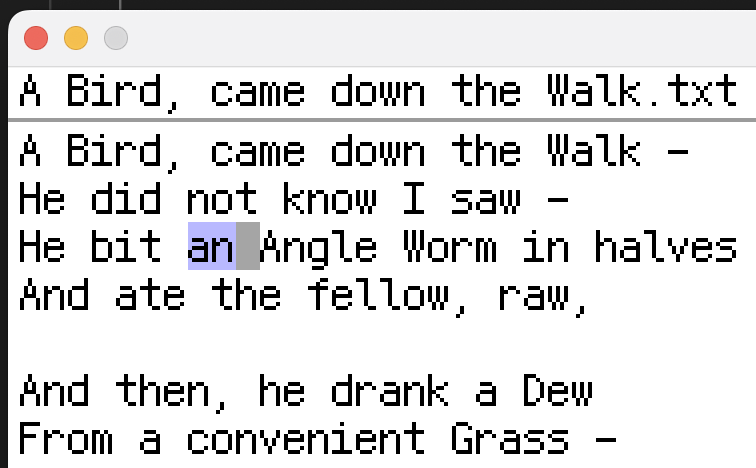 A Bird, came down the Walk.txt
A Bird, came down the Walk –
He did not know I saw –
He bit an Angle Worm in halves
And ate the fellow, raw,

And then, he drank a Dew
From a convenient Grass –